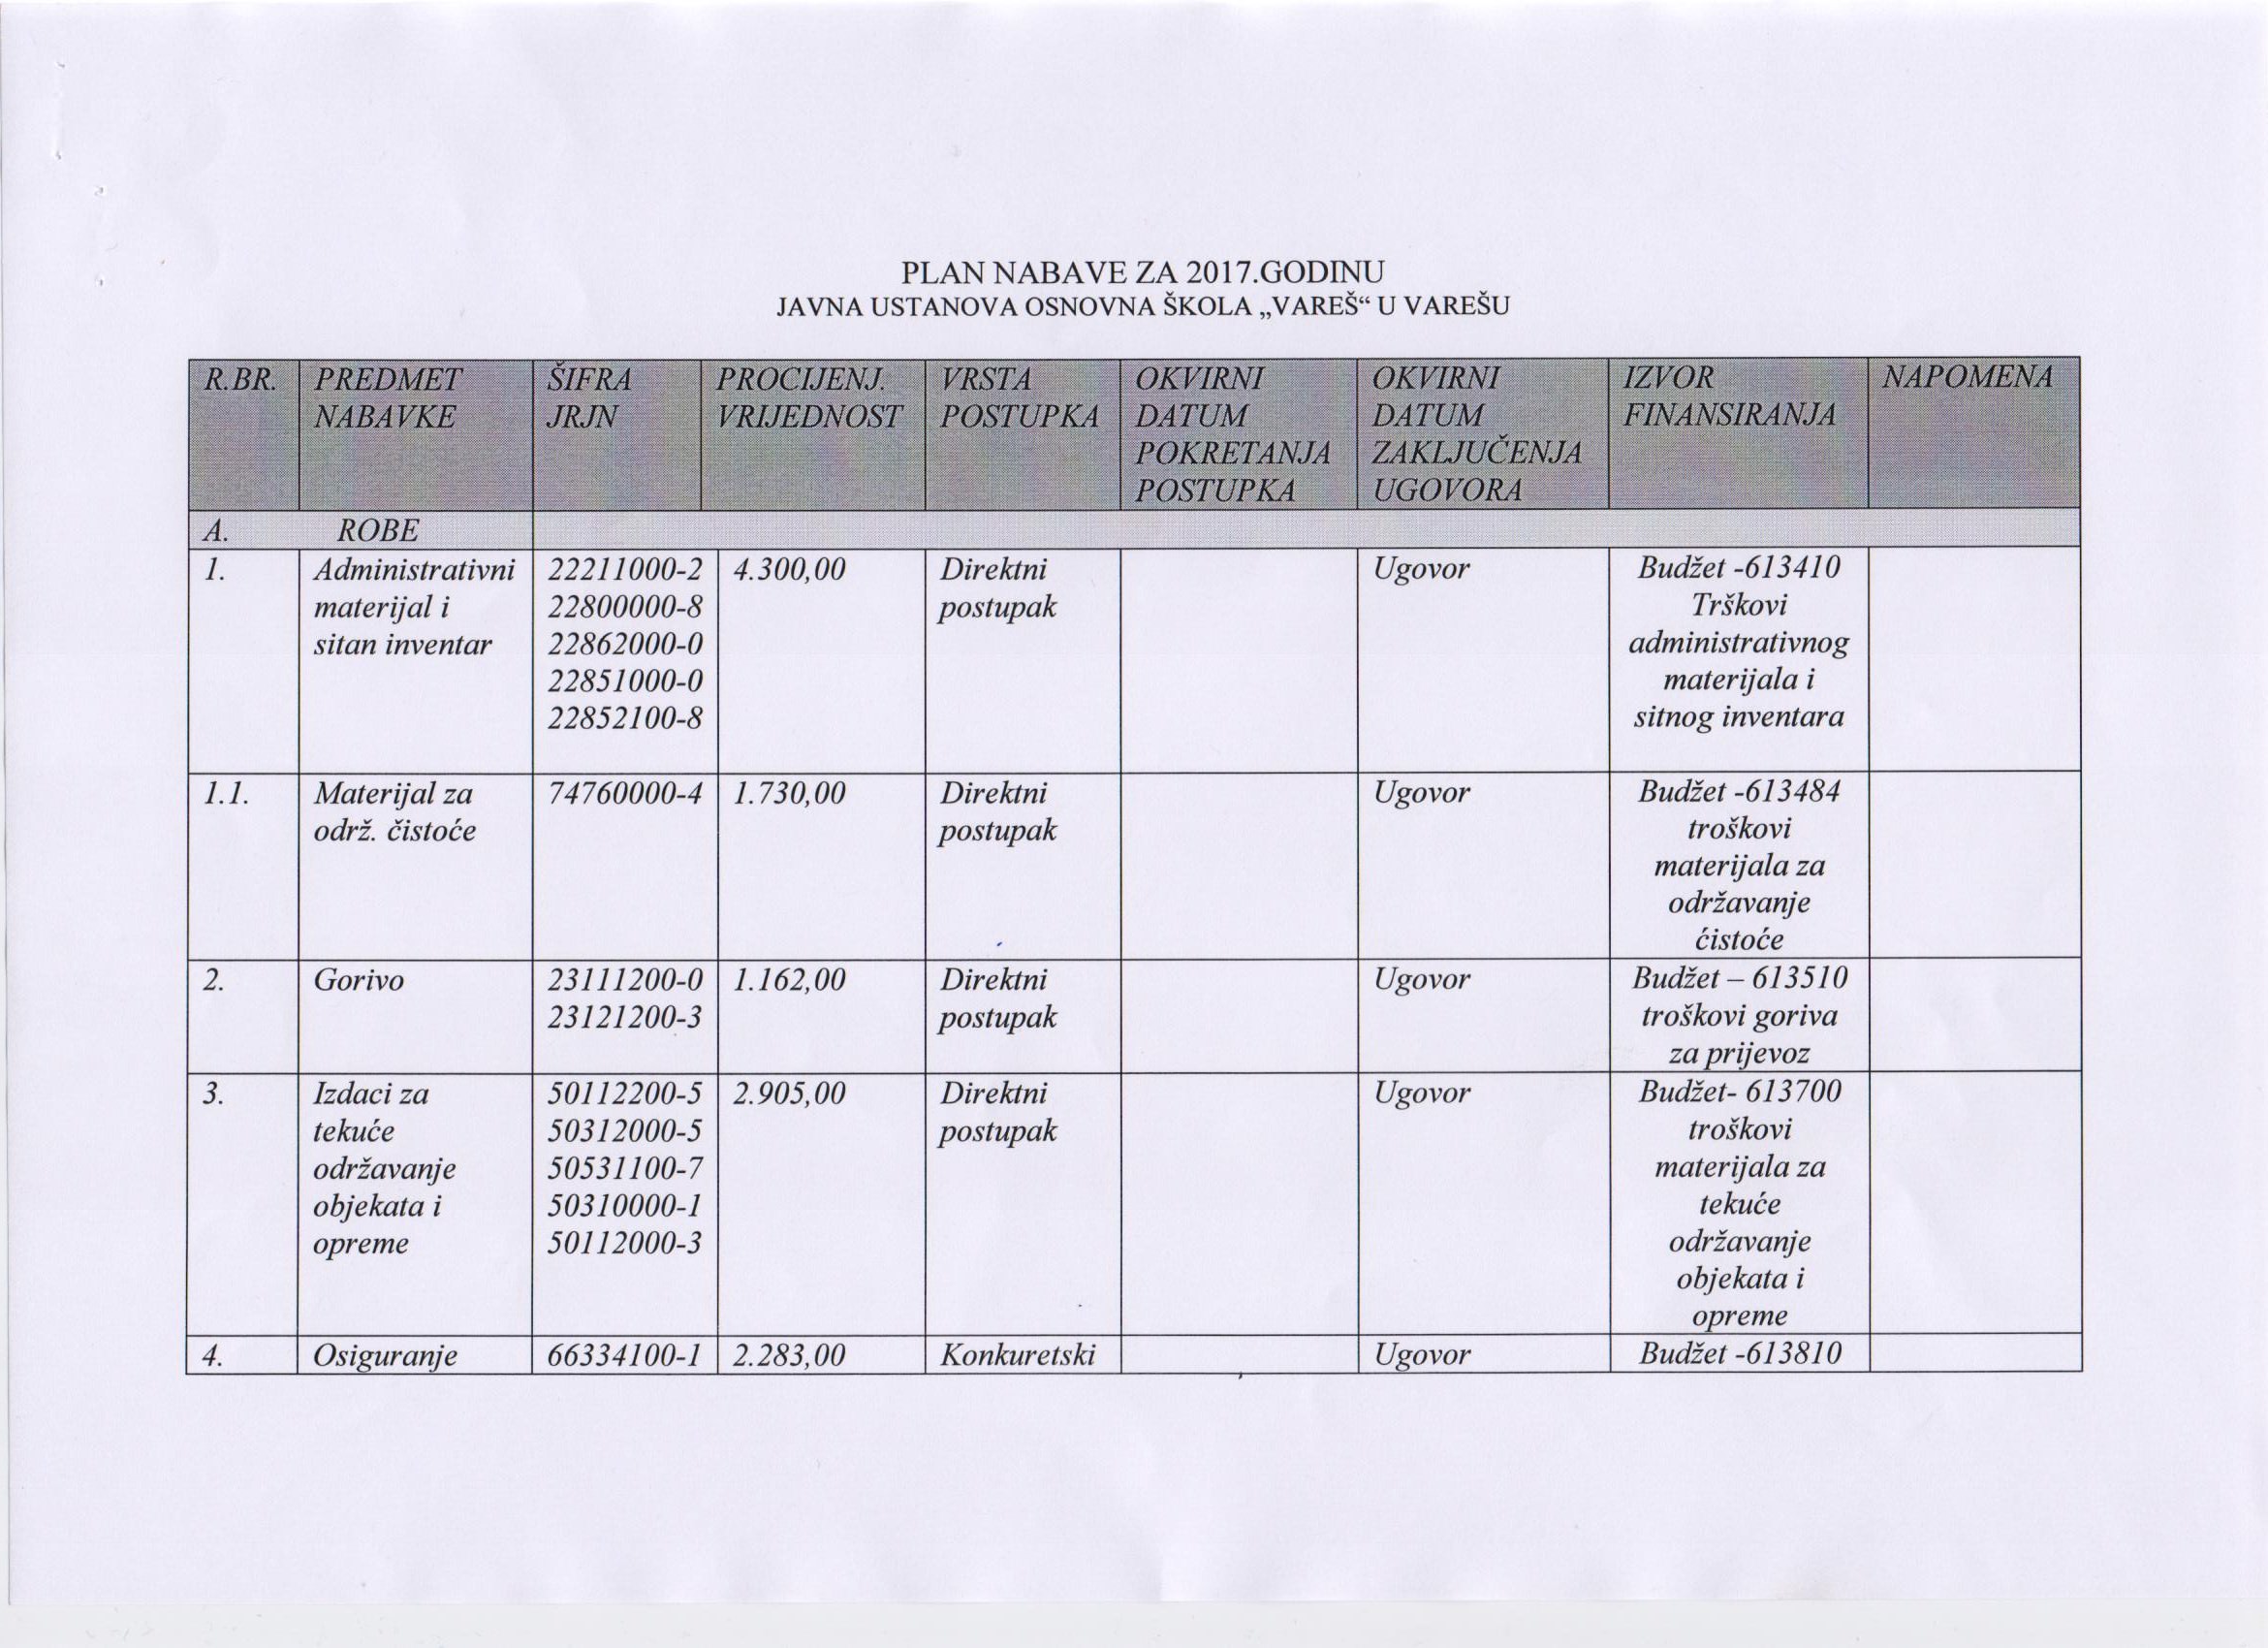 PLAN NABAVE ZA 2017.GODINU
JAVNA USTANOVA OSNOVNA ŠKOLA „VAREŠ“ U VAREŠU
R.BR. PREDMET NABAVKE ŠIFRA JRJN PROCIJENJ. VRIJEDNOST VRSTA POSTUPKA OKVIRNI DATUM POKRETANJA POSTUPKA OKVIRNI DATUM ZAKLJUČENJA UGOVORA IZVOR FINANSIRANJA NAPOMENA
A. ROBE
1. Administrativni 22211000-2 4.300,00 Direktni Ugovor Budžet -613410
materijal i 22800000-8 postupak Trškovi
sitan inventar 22862000-0 administrativnog
22851000-0 materijala i
22852100-8 sitnog inventara
1.1. Materijal za 74760000-4 1.730,00 Direktni Ugovor Budžet -613484
održ. čistoće postupak troškovi
materijala za
održavanje
ćistoće
2. Gorivo 23111200-0 1.162,00 Direktni Ugovor Budžet – 613510
23121200-3 postupak troškovi goriva
za prijevoz
3. Izdaci za 50112200-5 2.905,00 Direktni Ugovor Budžet- 613700
tekuće 50312000-5 postupak troškovi
održavanje 50531100-7 materijala za
objekata i 50310000-1 tekuće
opreme 50112000-3 održavanje
objekata i
opreme
4. Osiguranje 66334100-1 2.283,00 Konkuretski Ugovor Budžet -613810